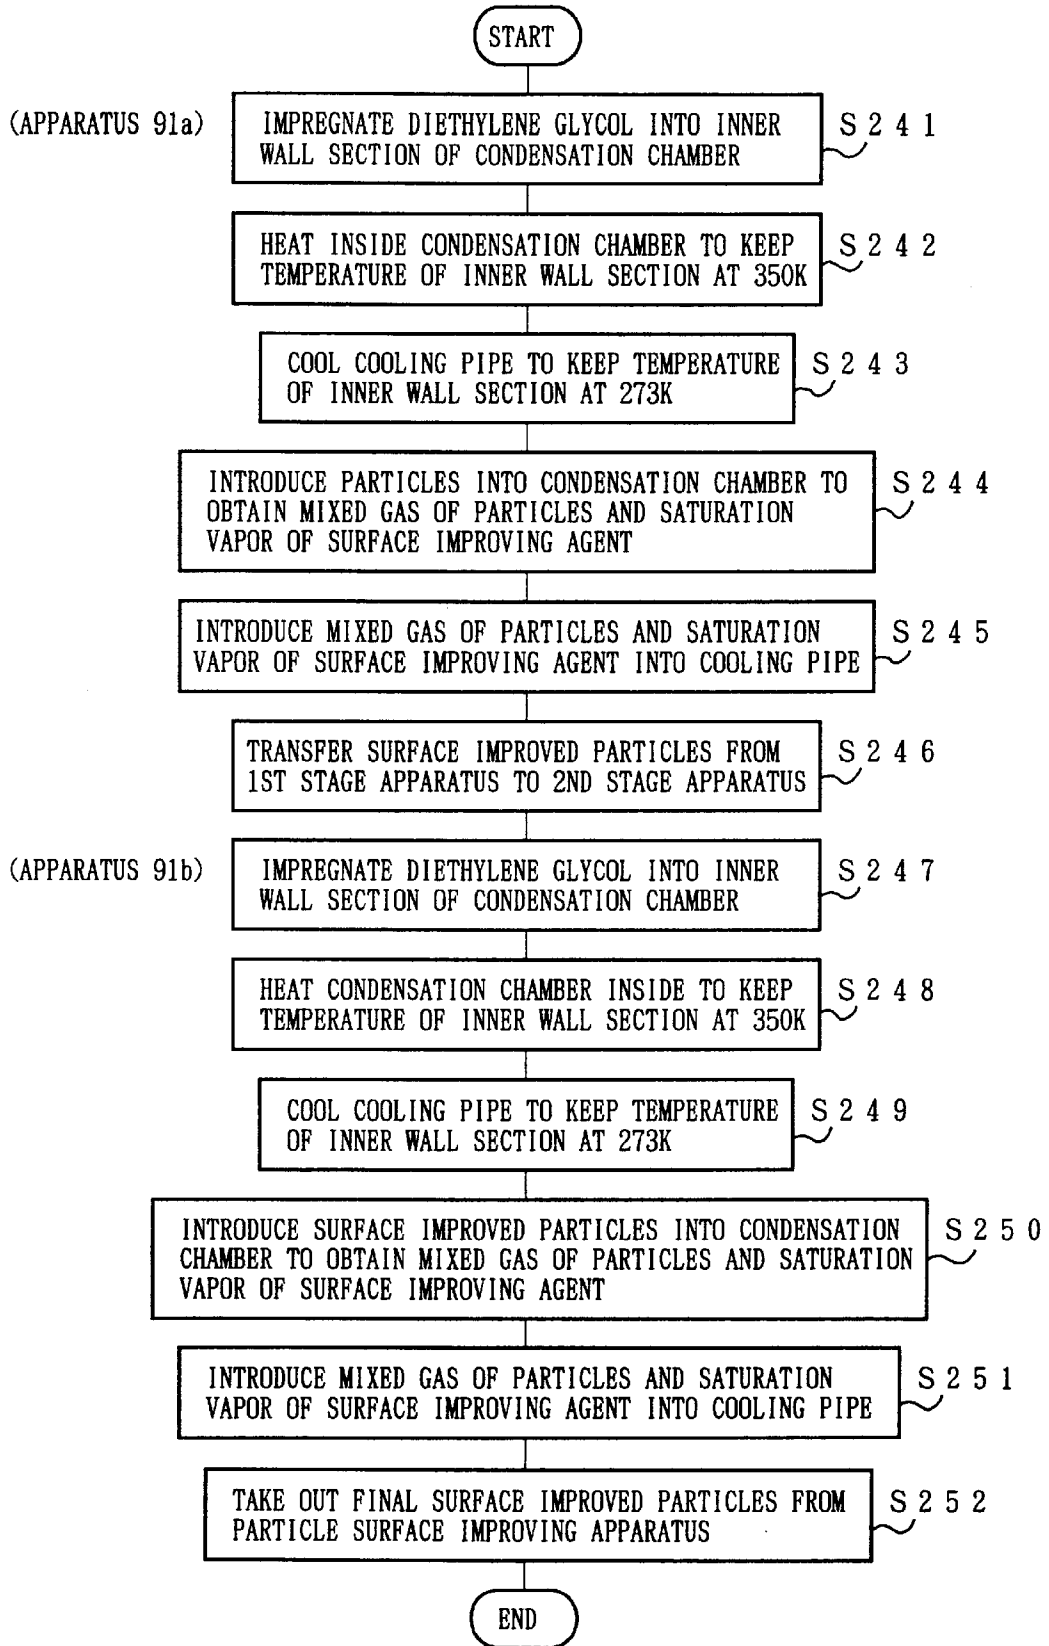 START
(APPARATUS 91a)
IMPREGNATE DIETHYLENE GLYCOL INTO INNER
WALL SECTION OF CONDENSATION CHAMBER
S241
HEAT INSIDE CONDENSATION CHAMBER TO KEEP
TEMPERATURE OF INNER WALL SECTION AT 350K
S242
COOL COOLING PIPE TO KEEP TEMPERATURE
OF INNER WALL SECTION AT 273K
S243
INTRODUCE PARTICLES INTO CONDENSATION CHAMBER TO
OBTAIN MIXED GAS OF PARTICLES AND SATURATION
VAPOR OF SURFACE IMPROVING AGENT
S244
INTRODUCE MIXED GAS OF PARTICLES AND SATURATION
VAPOR OF SURFACE IMPROVING AGENT INTO COOLING PIPE
S245
TRANSFER SURFACE IMPROVED PARTICLES FROM
1ST STAGE APPARATUS TO 2ND STAGE APPARATUS
S246
(APPARATUS 91b)
IMPREGNATE DIETHYLENE GLYCOL INTO INNER
WALL SECTION OF CONDENSATION CHAMBER
S247
HEAT CONDENSATION CHAMBER INSIDE TO KEEP
TEMPERATURE OF INNER WALL SECTION AT 350K
S248
COOL COOLING PIPE TO KEEP TEMPERATURE
OF INNER WALL SECTION AT 273K
S249
INTRODUCE SURFACE IMPROVED PARTICLES INTO CONDENSATION
CHAMBER TO OBTAIN MIXED GAS OF PARTICLES AND SATURATION
VAPOR OF SURFACE IMPROVING AGENT
S250
INTRODUCE MIXED GAS OF PARTICLES AND SATURATION
VAPOR OF SURFACE IMPROVING AGENT INTO COOLING PIPE
S251
TAKE OUT FINAL SURFACE IMPROVED PARTICLES FROM
PARTICLE SURFACE IMPROVING APPARATUS
S252
END